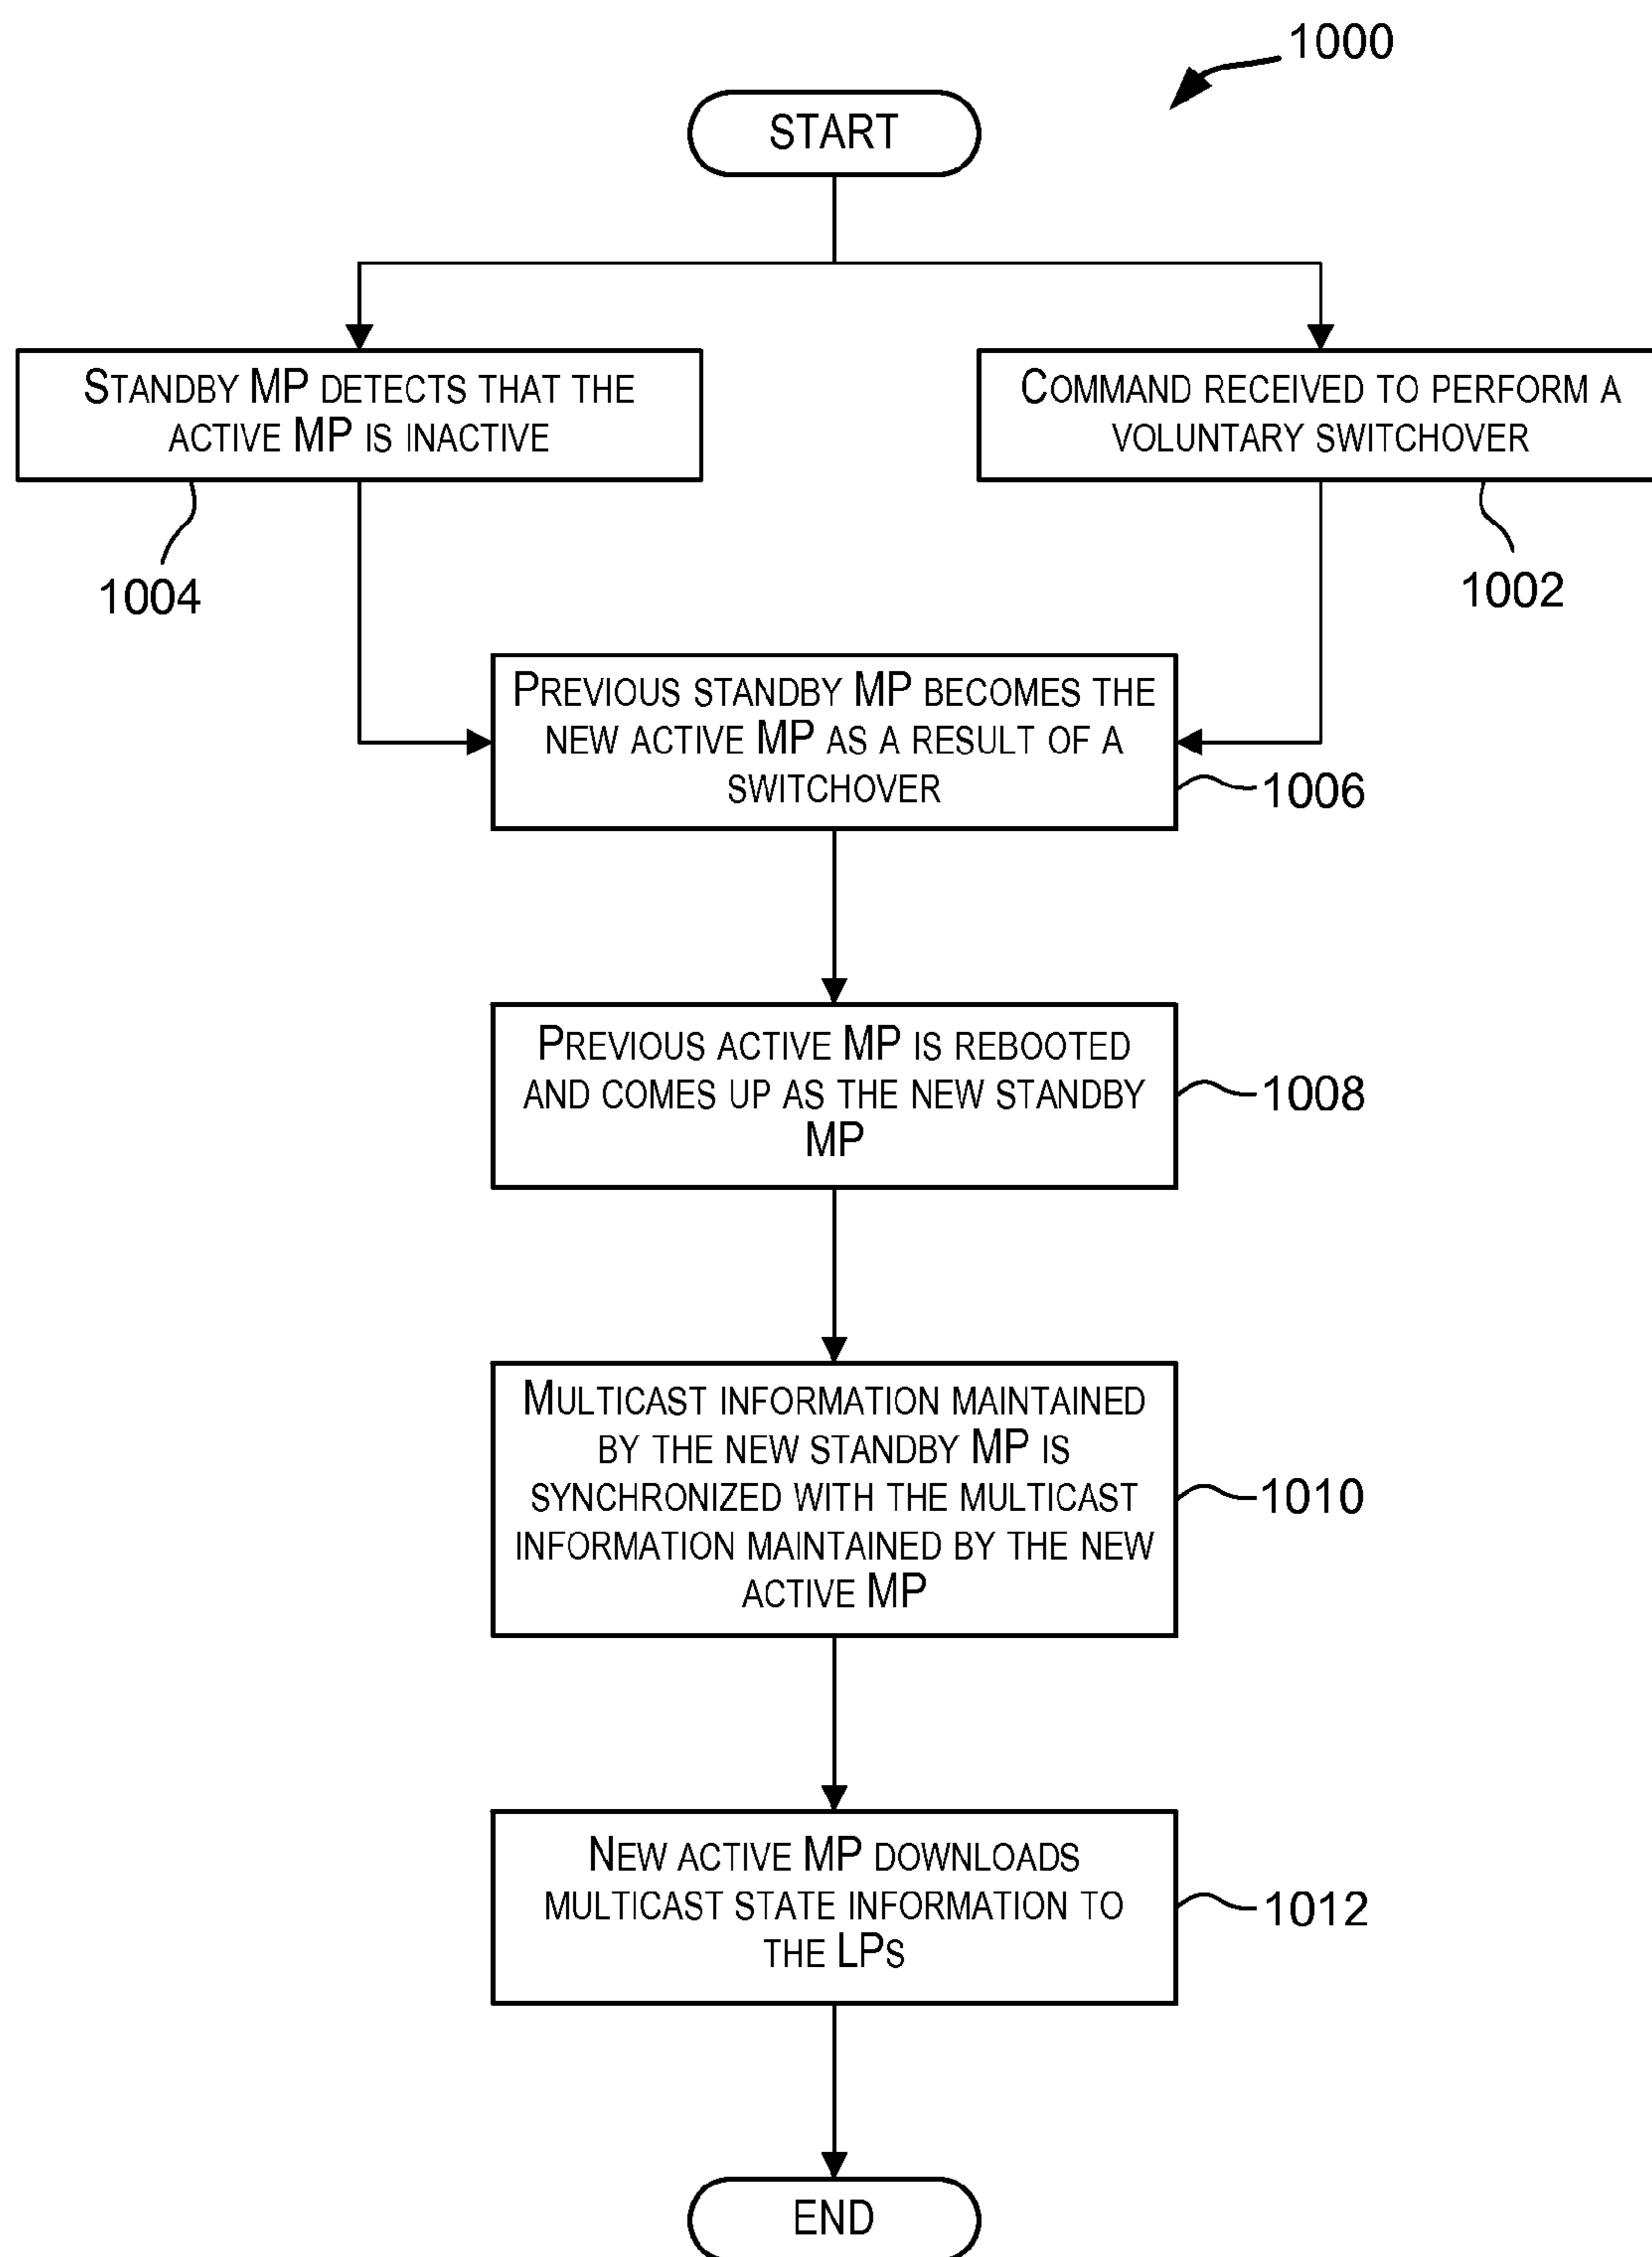 1000
START
STANDBY MP DETECTS THAT THE
ACTIVE MP IS INACTIVE
COMMAND RECEIVED TO PERFORM A
VOLUNTARY SWITCHOVER
1004
1002
PREVIOUS STANDBY MP BECOMES THE
NEW ACTIVE MP AS A RESULT OF A
SWITCHOVER
1006
PREVIOUS ACTIVE MP IS REBOOTED
AND COMES UP AS THE NEW STANDBY
MP
1008
MULTICAST INFORMATION MAINTAINED
BY THE NEW STANDBY MP IS
SYNCHRONIZED WITH THE MULTICAST
INFORMATION MAINTAINED BY THE NEW
ACTIVE MP
1010
NEW ACTIVE MP DOWNLOADS
MULTICAST STATE INFORMATION TO
THE LPS
1012
END